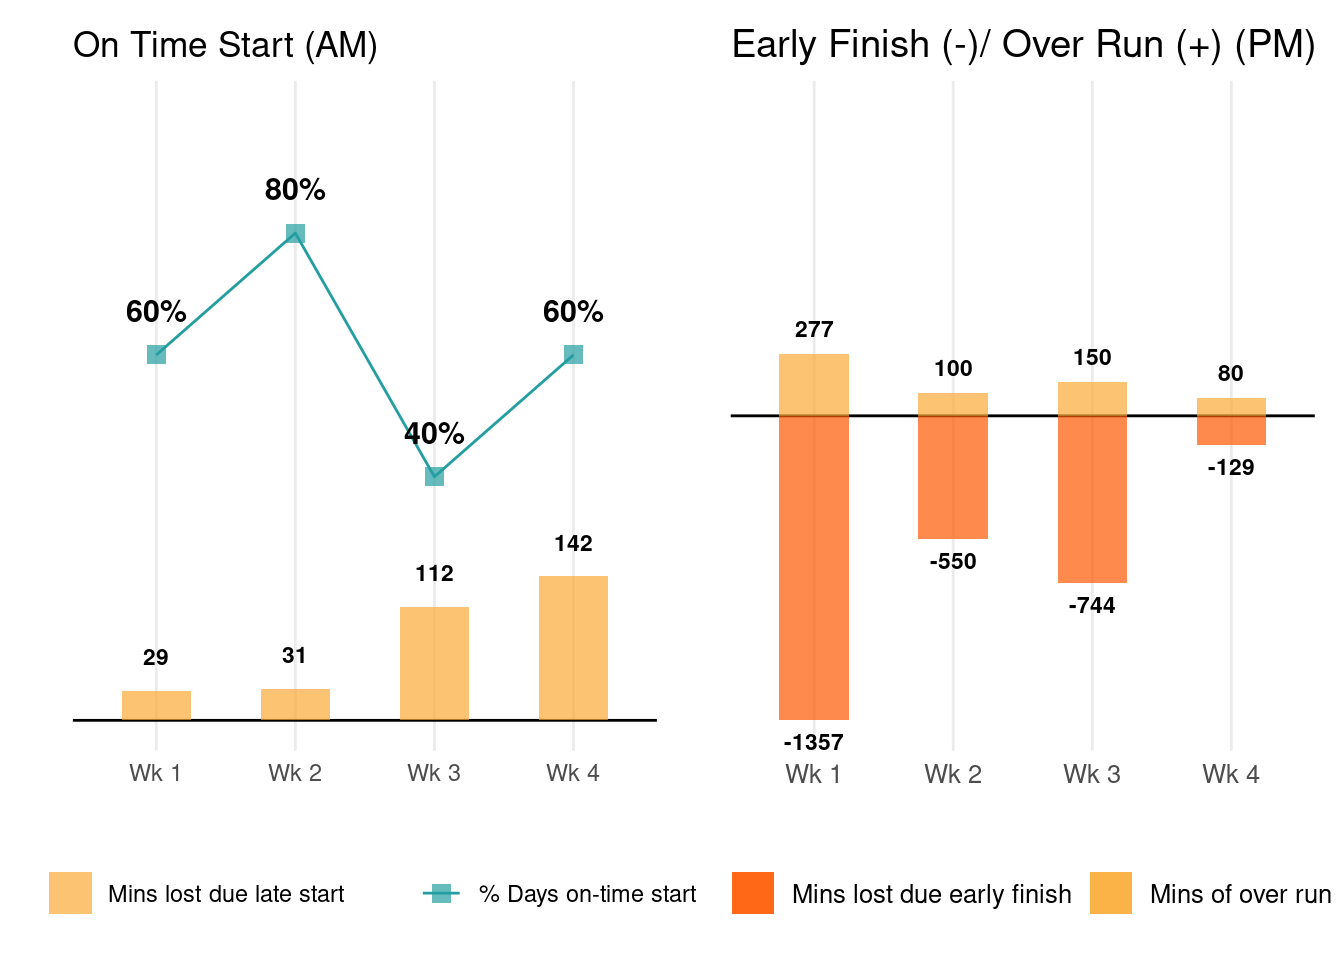 On Time Start (AM)
80%
60%
60%
40%
142
112
29
31
Wk 1
Wk 2
Wk 3
Wk 4
Mins lost due late start
% Days on-time start
Early Finish (-)/ Over Run (+) (PM)
277
100
150
80
-129
-550
-744
-1357
Wk 1
Wk 2
Wk 3
Wk 4
Mins lost due early finish
Mins of over run